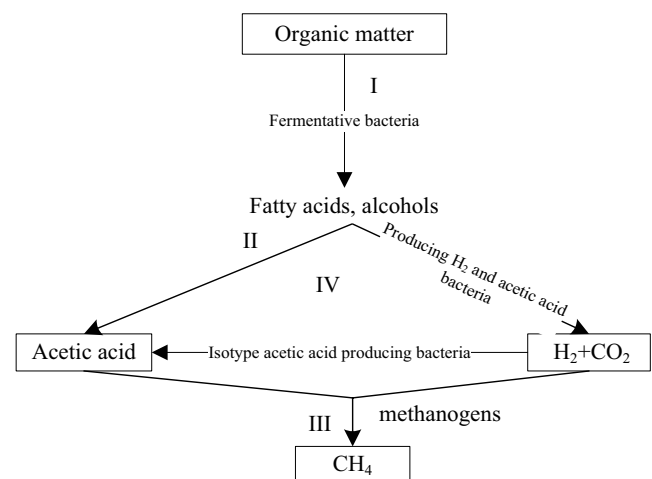 Organic matter
I
Fermentative bacteria
Fatty acids, alcohols
II
Producing H₂ and acetic acid
bacteria
IV
Acetic acid
Isotype acetic acid producing bacteria
H₂+CO₂
III
methanogens
CH₄